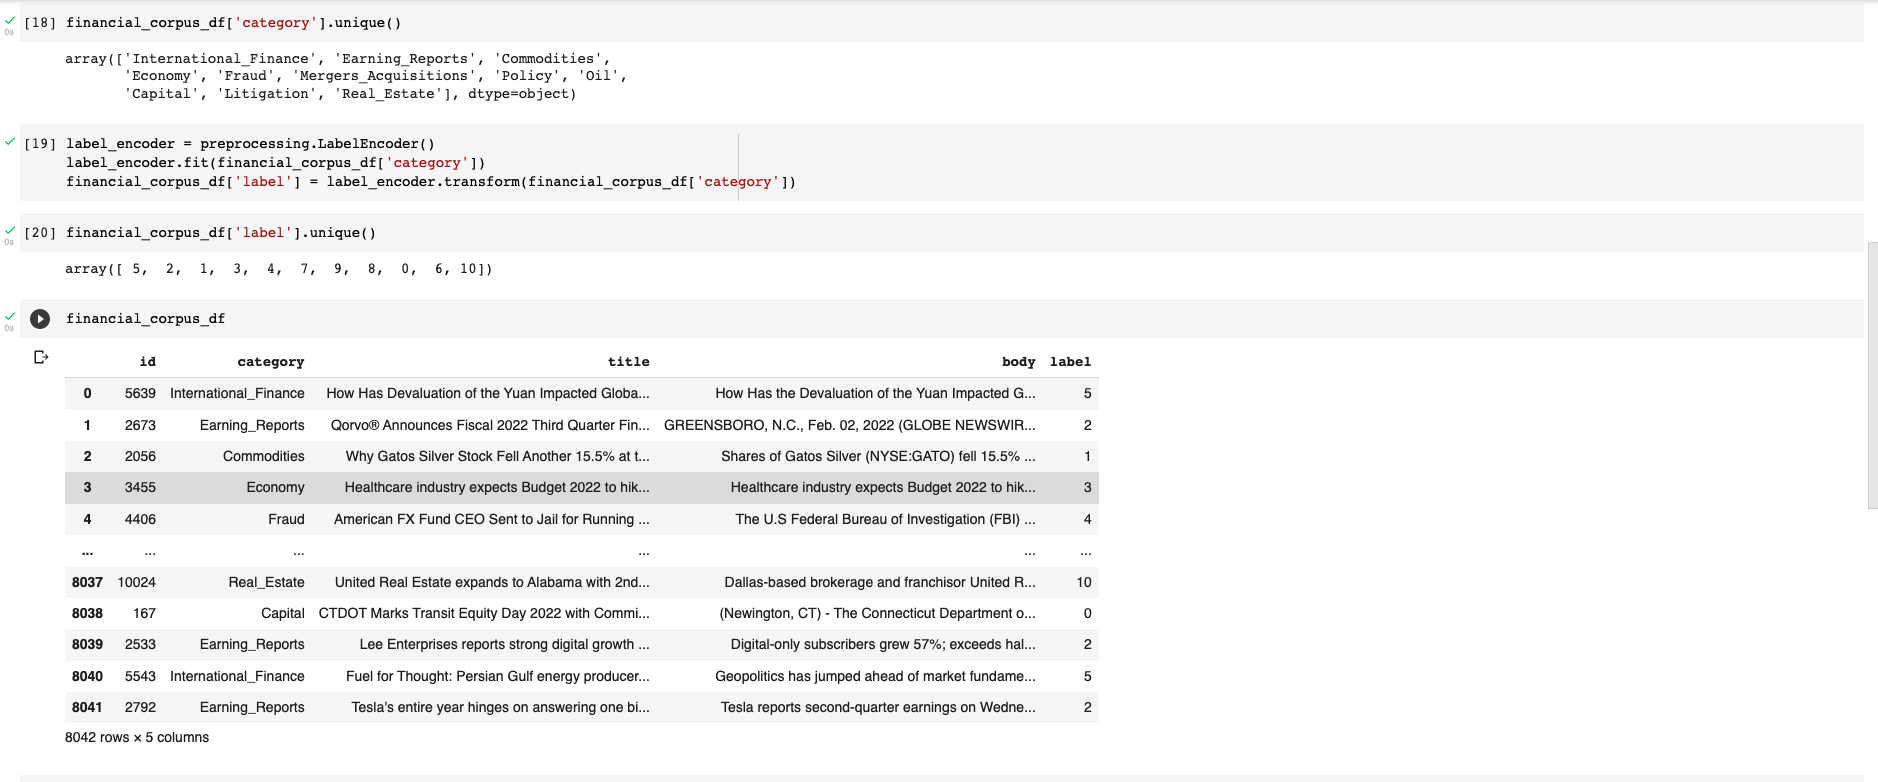 [18] financial_corpus_df['category'].unique()
0s
array(['International_Finance', 'Earning_Reports', 'Commodities',
'Economy', 'Fraud', 'Mergers_Acquisitions', 'Policy', 'Oil',
'Capital', 'Litigation', 'Real_Estate'], dtype=object)
[19] label_encoder = preprocessing.LabelEncoder()
label_encoder.fit(financial_corpus_df['category'])
financial_corpus_df['label'] = label_encoder.transform(financial_corpus_df['category'])
[20] financial_corpus_df['label'].unique()
0s
array([ 5, 2, 1, 3, 4, 7, 9, 8, 0, 6, 10])
financial_corpus_df
0s
id category title body label
0 5639 International_Finance How Has Devaluation of the Yuan Impacted Globa... How Has the Devaluation of the Yuan Impacted G... 5
1 2673 Earning_Reports Qorvo® Announces Fiscal 2022 Third Quarter Fin... GREENSBORO, N.C., Feb. 02, 2022 (GLOBE NEWSWIR... 2
2 2056 Commodities Why Gatos Silver Stock Fell Another 15.5% at t... Shares of Gatos Silver (NYSE:GATO) fell 15.5% ... 1
3 3455 Economy Healthcare industry expects Budget 2022 to hik... Healthcare industry expects Budget 2022 to hik... 3
4 4406 Fraud American FX Fund CEO Sent to Jail for Running ... The U.S Federal Bureau of Investigation (FBI) ... 4
... ... ... ... ... ...
8037 10024 Real_Estate United Real Estate expands to Alabama with 2nd... Dallas-based brokerage and franchisor United R... 10
8038 167 Capital CTDOT Marks Transit Equity Day 2022 with Commi... (Newington, CT) - The Connecticut Department o... 0
8039 2533 Earning_Reports Lee Enterprises reports strong digital growth ... Digital-only subscribers grew 57%; exceeds hal... 2
8040 5543 International_Finance Fuel for Thought: Persian Gulf energy producer... Geopolitics has jumped ahead of market fundame... 5
8041 2792 Earning_Reports Tesla's entire year hinges on answering one bi... Tesla reports second-quarter earnings on Wedne... 2
8042 rows × 5 columns